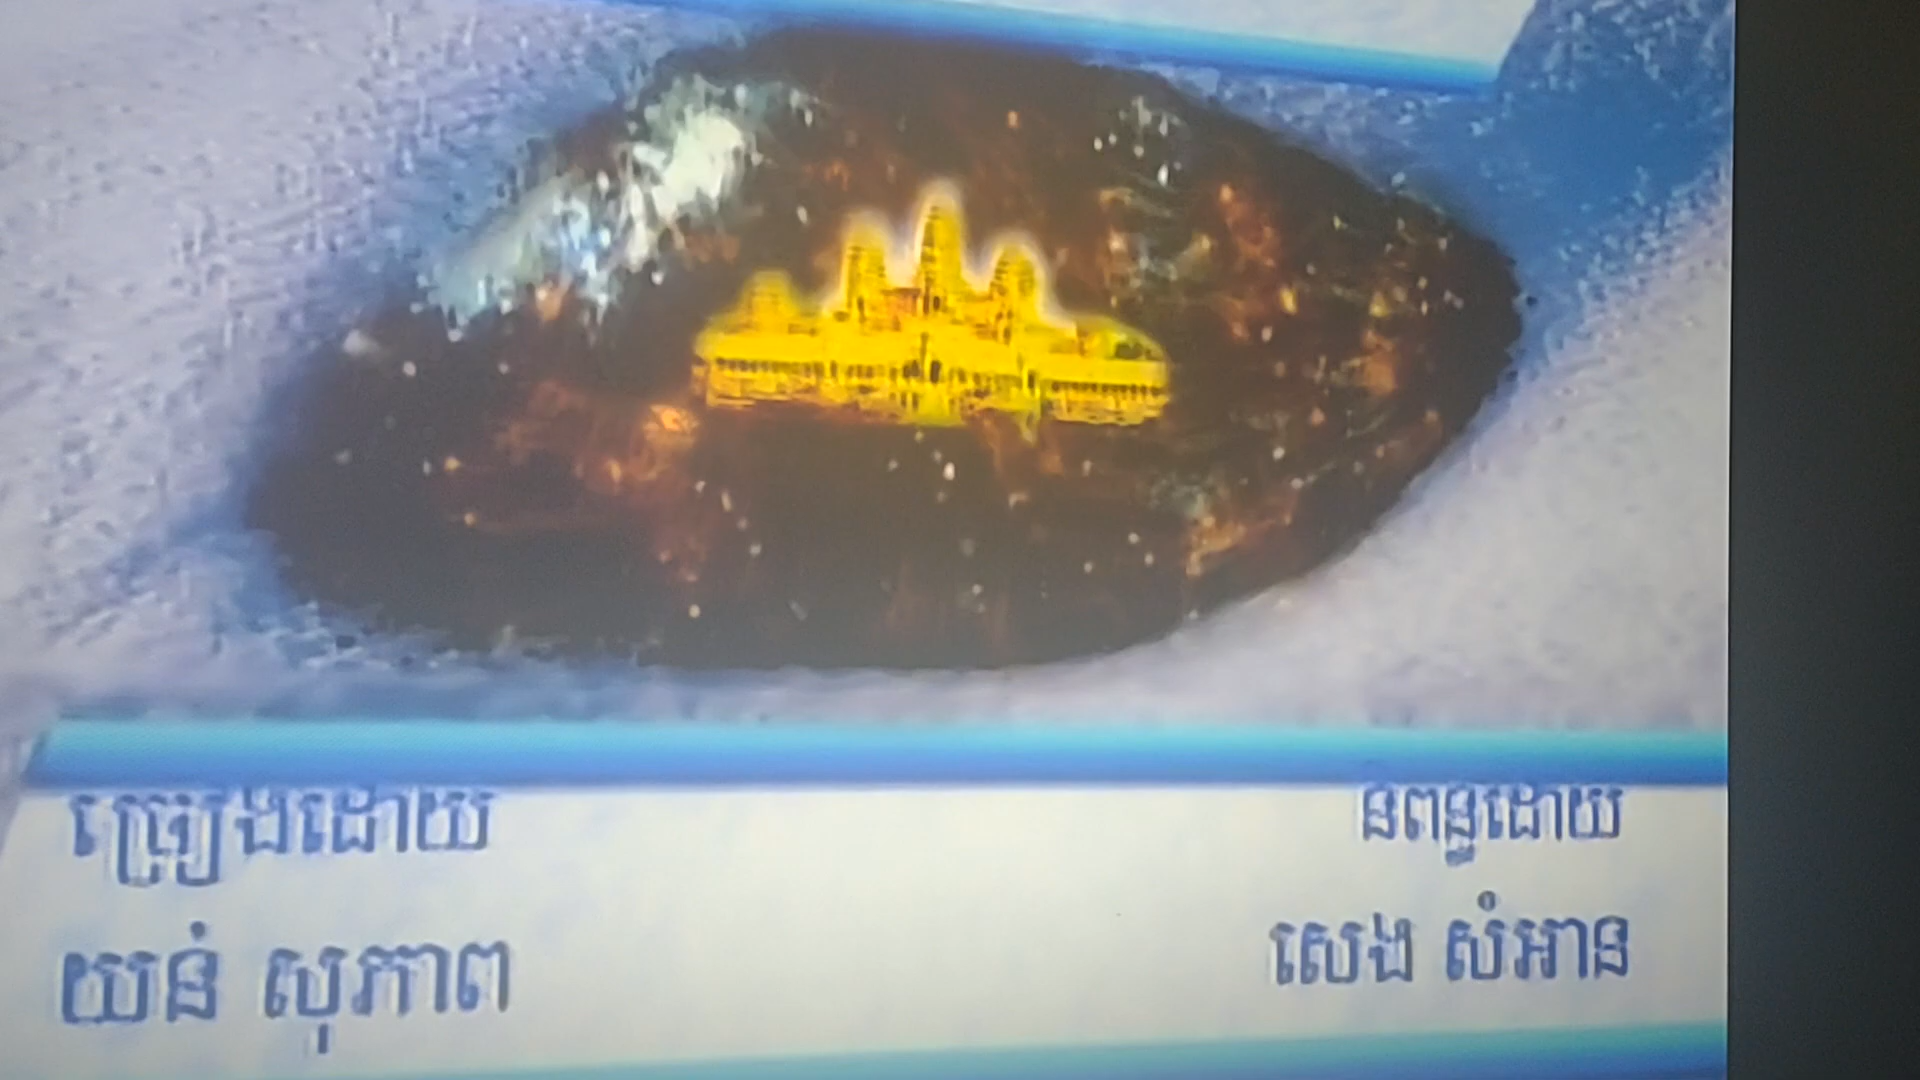 ច្រៀងដោយ
និពន្ធដោយ
យន់ សុភាព
សេង សំអាន